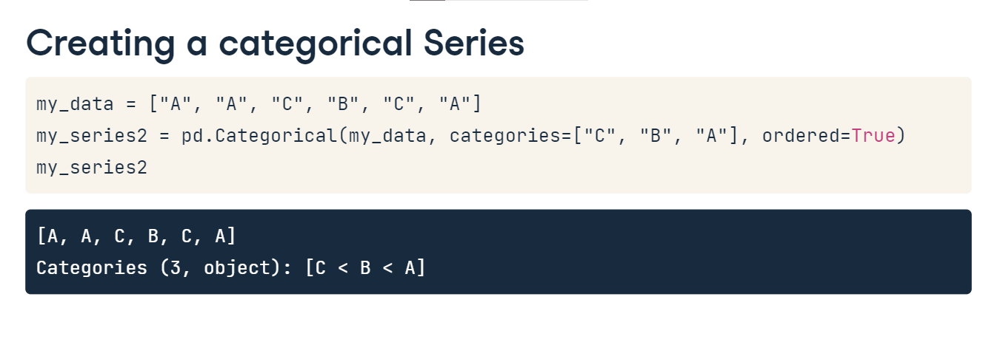 Creating a categorical Series
my_data = ["A", "A", "C", "B", "C", "A"]
my_series2 = pd.Categorical(my_data, categories=["C", "B", "A"], ordered=True)
my_series2
[A, A, C, B, C, A]
Categories (3, object): [C < B < A]